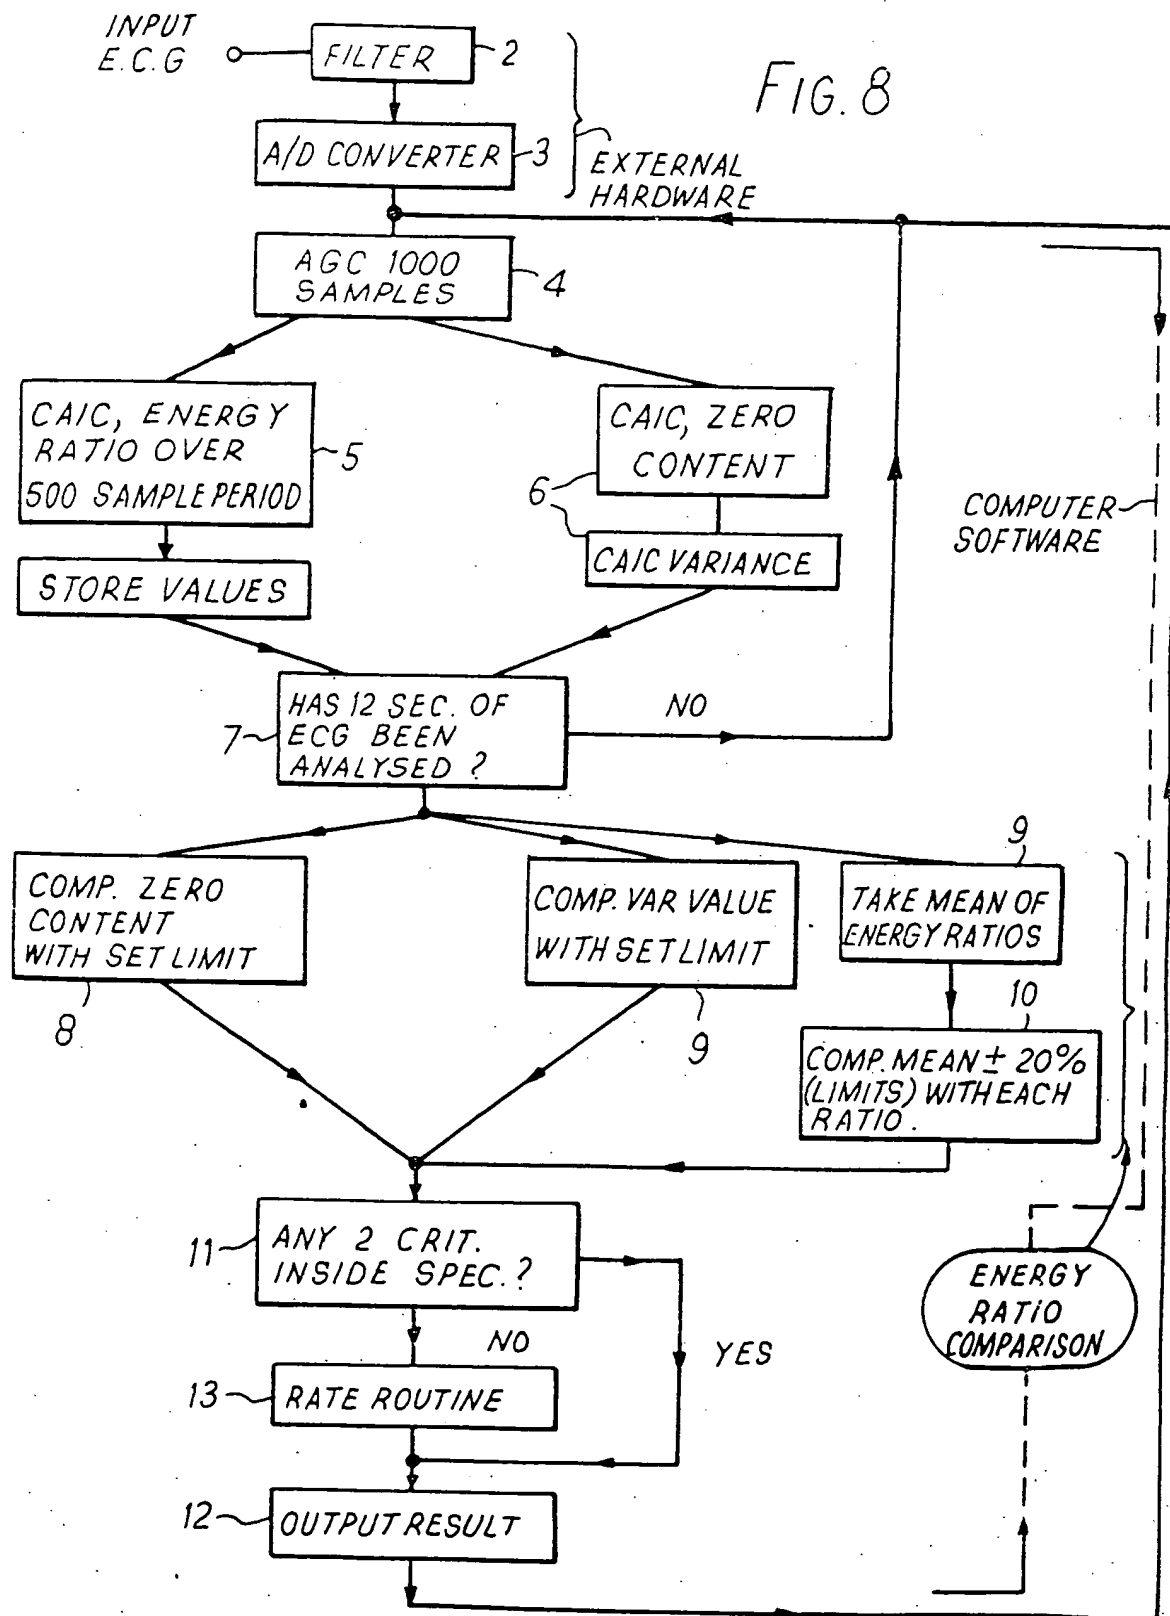 INPUT
E.C.G
FILTER
2
FIG. 8
A/D CONVERTER
3
EXTERNAL
HARDWARE
AGC 1000
SAMPLES
4
CAIC, ENERGY
RATIO OVER
500 SAMPLE PERIOD
5
CAIC, ZERO
CONTENT
6
COMPUTER
SOFTWARE
STORE VALUES
CAIC VARIANCE
HAS 12 SEC. OF
ECG BEEN
ANALYSED ?
7
NO
COMP. ZERO
CONTENT
WITH SET LIMIT
8
COMP. VAR VALUE
WITH SET LIMIT
9
9
TAKE MEAN OF
ENERGY RATIOS
10
COMP. MEAN ± 20%
(LIMITS) WITH EACH
RATIO.
11
ANY 2 CRIT.
INSIDE SPEC.?
NO
YES
ENERGY
RATIO
COMPARISON
13
RATE ROUTINE
12
OUTPUT RESULT